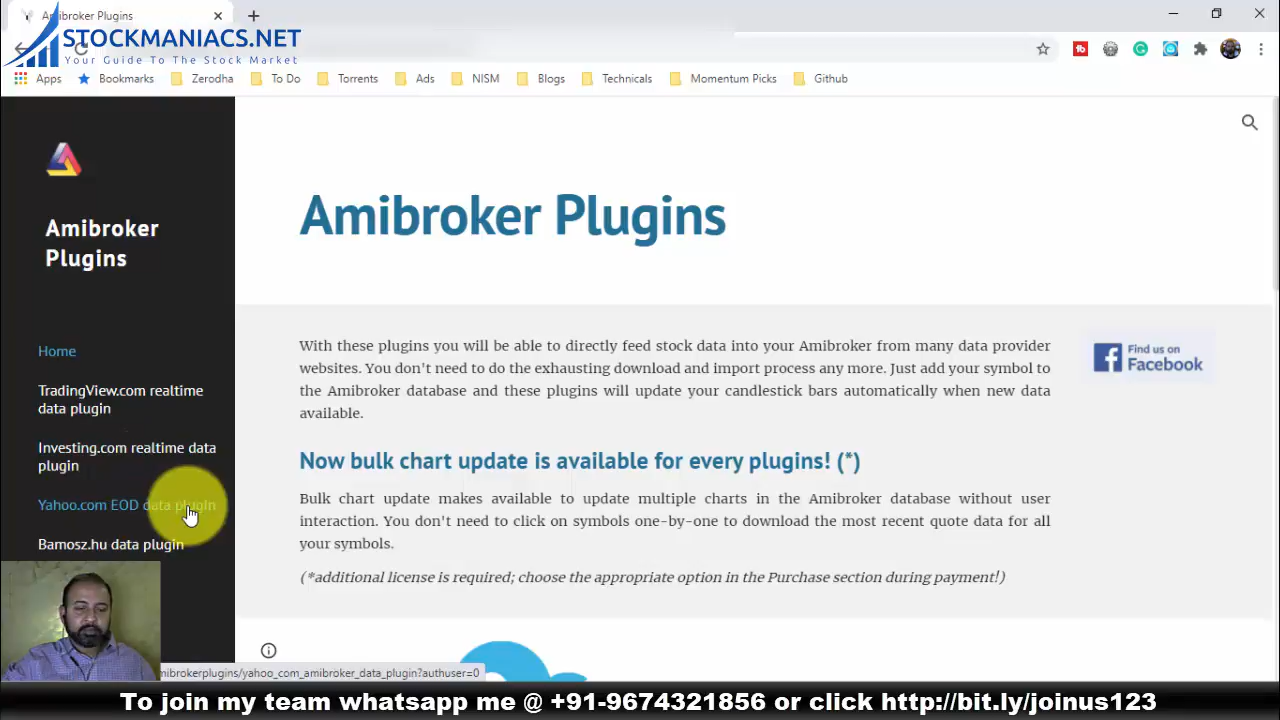 Amibroker Plugins
STOCKMANIACS.NET
Your Guide To The Stock Market
Apps
Bookmarks
Zerodha
To Do
Torrents
Ads
NISM
Blogs
Technicals
Momentum Picks
Github
Amibroker
Plugins
Home
TradingView.com realtime
data plugin
Investing.com realtime data
plugin
Yahoo.com EOD data plugin
Bamosz.hu data plugin
Amibroker Plugins
With these plugins you will be able to directly feed stock data into your Amibroker from many data provider
websites. You don't need to do the exhausting download and import process any more. Just add your symbol to
the Amibroker database and these plugins will update your candlestick bars automatically when new data
available.
Find us on
Facebook
Now bulk chart update is available for every plugins! (*)
Bulk chart update makes available to update multiple charts in the Amibroker database without user
interaction. You don't need to click on symbols one-by-one to download the most recent quote data for all
your symbols.
(*additional license is required; choose the appropriate option in the Purchase section during payment!)
mibrokerplugins/yahoo_com_amibroker_data_plugin?authuser=0
To join my team whatsapp me @ +91-9674321856 or click http://bit.ly/joinus123